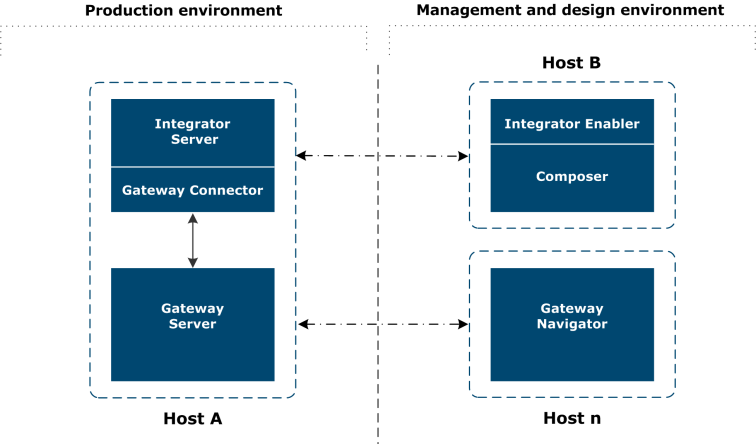 Production environment
Management and design environment
Host B
Integrator
Server
Gateway Connector
Gateway
Server
Host A
Integrator Enabler
Composer
Gateway
Navigator
Host n